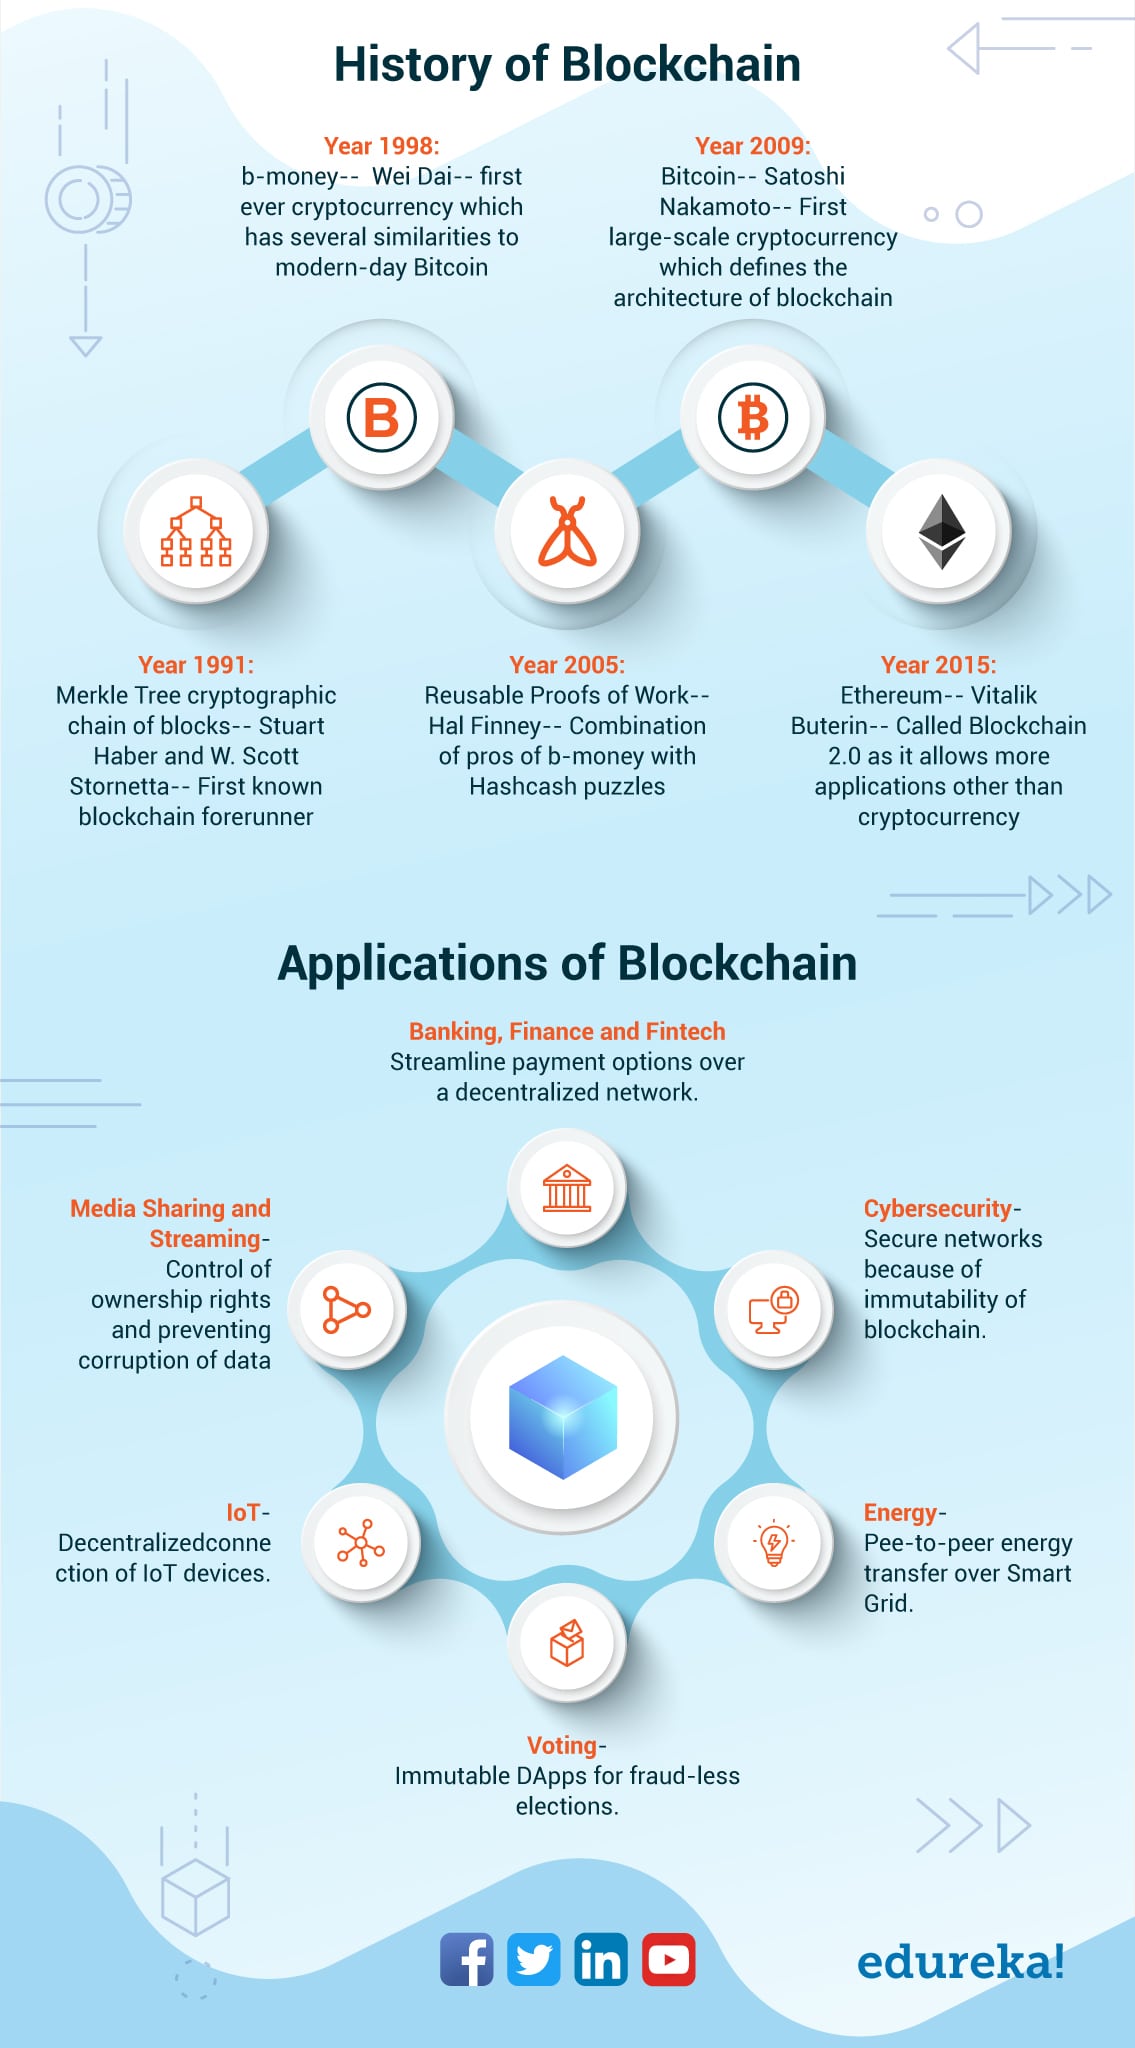 History of Blockchain
Year 1998:
b-money-- Wei Dai-- first
ever cryptocurrency which
has several similarities to
modern-day Bitcoin
Year 2009:
Bitcoin-- Satoshi
Nakamoto-- First
large-scale cryptocurrency
which defines the
architecture of blockchain
B
Year 1991:
Merkle Tree cryptographic
chain of blocks-- Stuart
Haber and W. Scott
Stornetta-- First known
blockchain forerunner
Year 2005:
Reusable Proofs of Work--
Hal Finney-- Combination
of pros of b-money with
Hashcash puzzles
Year 2015:
Ethereum-- Vitalik
Buterin-- Called Blockchain
2.0 as it allows more
applications other than
cryptocurrency
Applications of Blockchain
Banking, Finance and Fintech
Streamline payment options over
a decentralized network.
Media Sharing and
Streaming-
Control of
ownership rights
and preventing
corruption of data
Cybersecurity-
Secure networks
because of
immutability of
blockchain.
IoT-
Decentralizedconne
ction of IoT devices.
Energy-
Pee-to-peer energy
transfer over Smart
Grid.
Voting-
Immutable DApps for fraud-less
elections.
edureka!